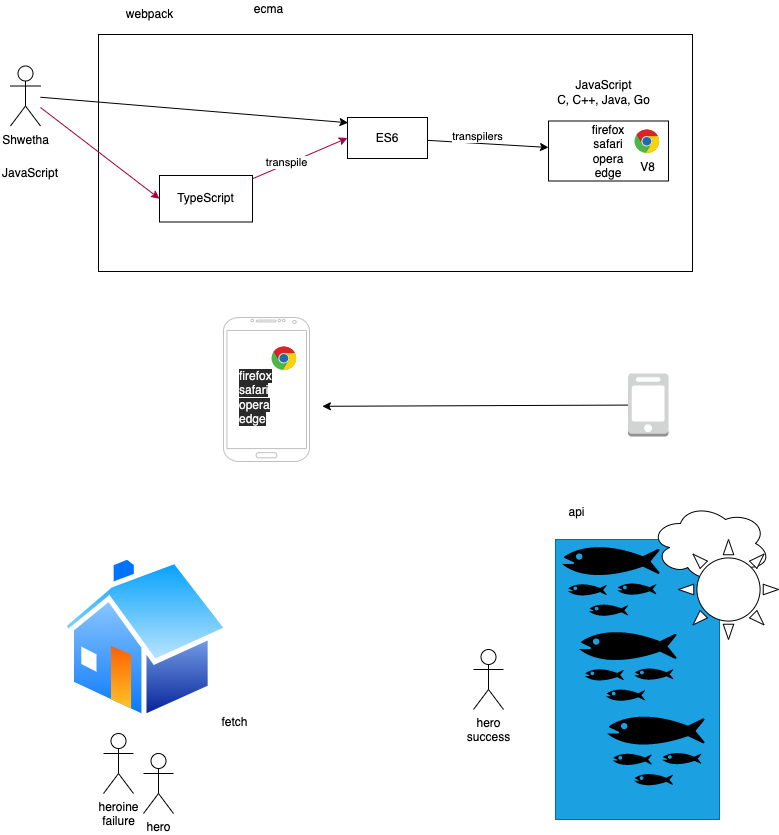 webpack
ecma
JavaScript
C, C++, Java, Go
Shwetha
JavaScript
TypeScript
transpile
ES6
transpilers
firefox
safari
opera
edge
V8
firefox
safari
opera
edge
api
fetch
hero
success
heroine
failure
hero